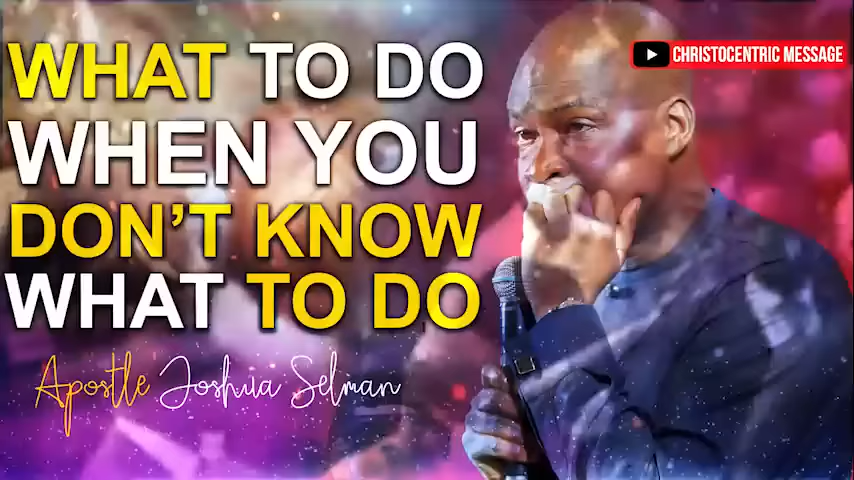 WHAT TO DO
WHEN YOU
DON'T KNOW
WHAT TO DO
Apostle Joshua Selman
CHRISTOCENTRIC MESSAGE